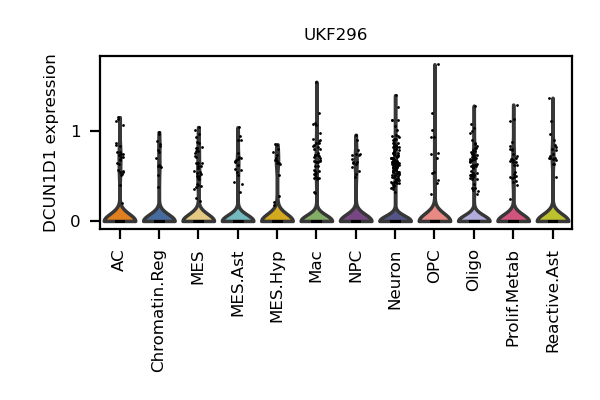 UKF296
DCUN1D1 expression
1
0
AC
Chromatin.Reg
MES
MES.Ast
MES.Hyp
Mac
NPC
Neuron
OPC
Oligo
Prolif.Metab
Reactive.Ast